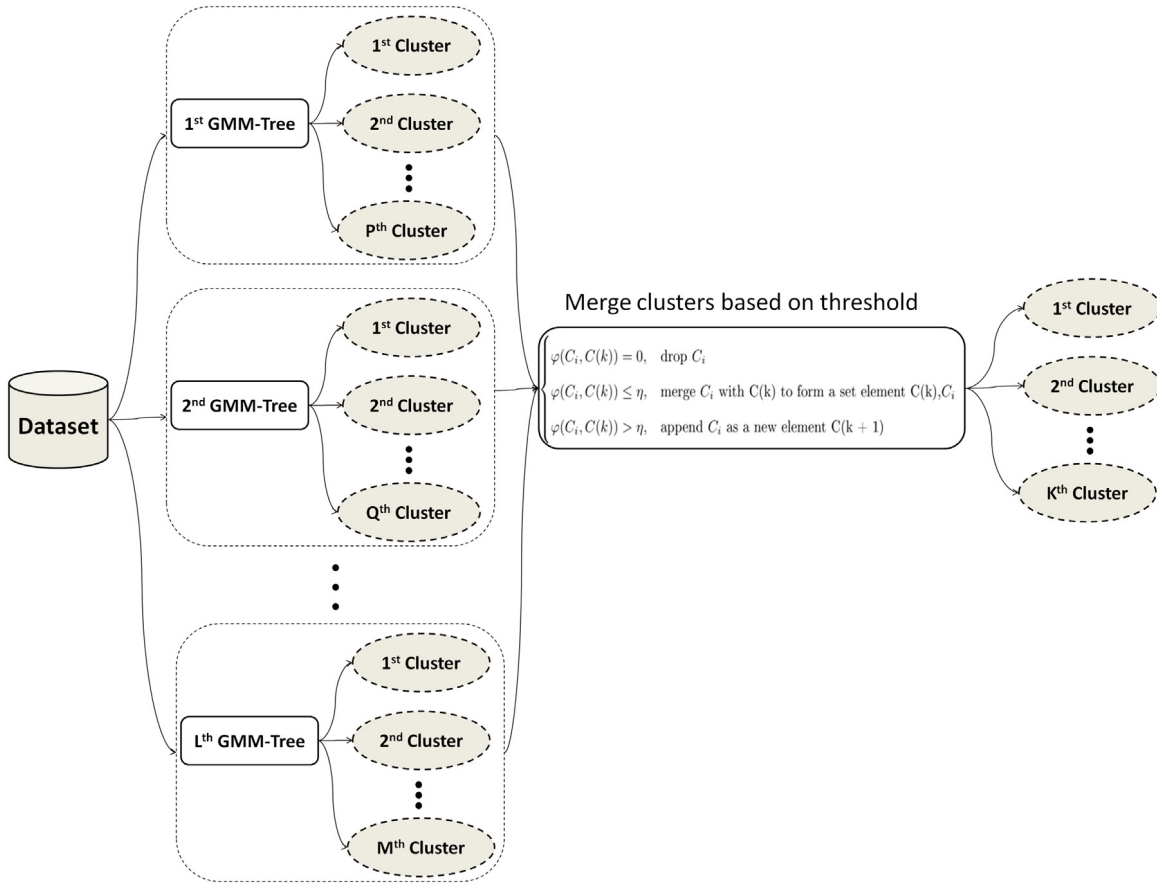 Dataset
1st GMM-Tree
1st Cluster
2nd Cluster
Pth Cluster
2nd GMM-Tree
1st Cluster
2nd Cluster
Qth Cluster
Lth GMM-Tree
1st Cluster
2nd Cluster
Mth Cluster
Merge clusters based on threshold
φ(Ci, C(k)) = 0, drop Ci
φ(Ci, C(k)) ≤ η, merge Ci with C(k) to form a set element C(k),Ci
φ(Ci, C(k)) > η, append Ci as a new element C(k + 1)
1st Cluster
2nd Cluster
Kth Cluster